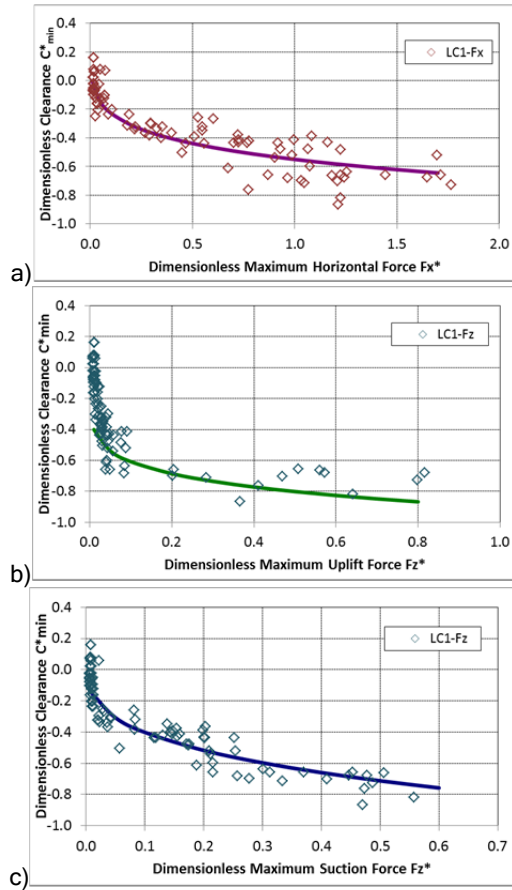 0.4
0.2
0.0
-0.2
-0.4
-0.6
-0.8
-1.0
Dimensionless Clearance C*min
LC1-Fx
0.0 0.5 1.0 1.5 2.0
Dimensionless Maximum Horizontal Force Fx*
a)
0.4
0.2
0.0
-0.2
-0.4
-0.6
-0.8
-1.0
Dimensionless Clearance C*min
LC1-Fz
0.0 0.2 0.4 0.6 0.8 1.0
Dimensionless Maximum Uplift Force Fz*
b)
0.4
0.2
0.0
-0.2
-0.4
-0.6
-0.8
-1.0
Dimensionless Clearance C*min
LC1-Fz
0.0 0.1 0.2 0.3 0.4 0.5 0.6 0.7
Dimensionless Maximum Suction Force Fz*
c)